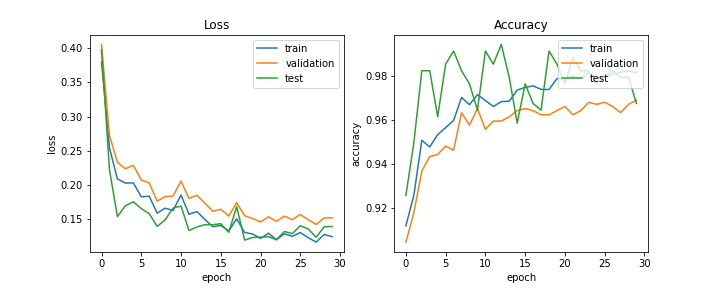 Loss
loss
0.40
0.35
0.30
0.25
0.20
0.15
0
5
10
15
20
25
30
epoch
train
validation
test
Accuracy
accuracy
0.98
0.96
0.94
0.92
0
5
10
15
20
25
30
epoch
train
validation
test